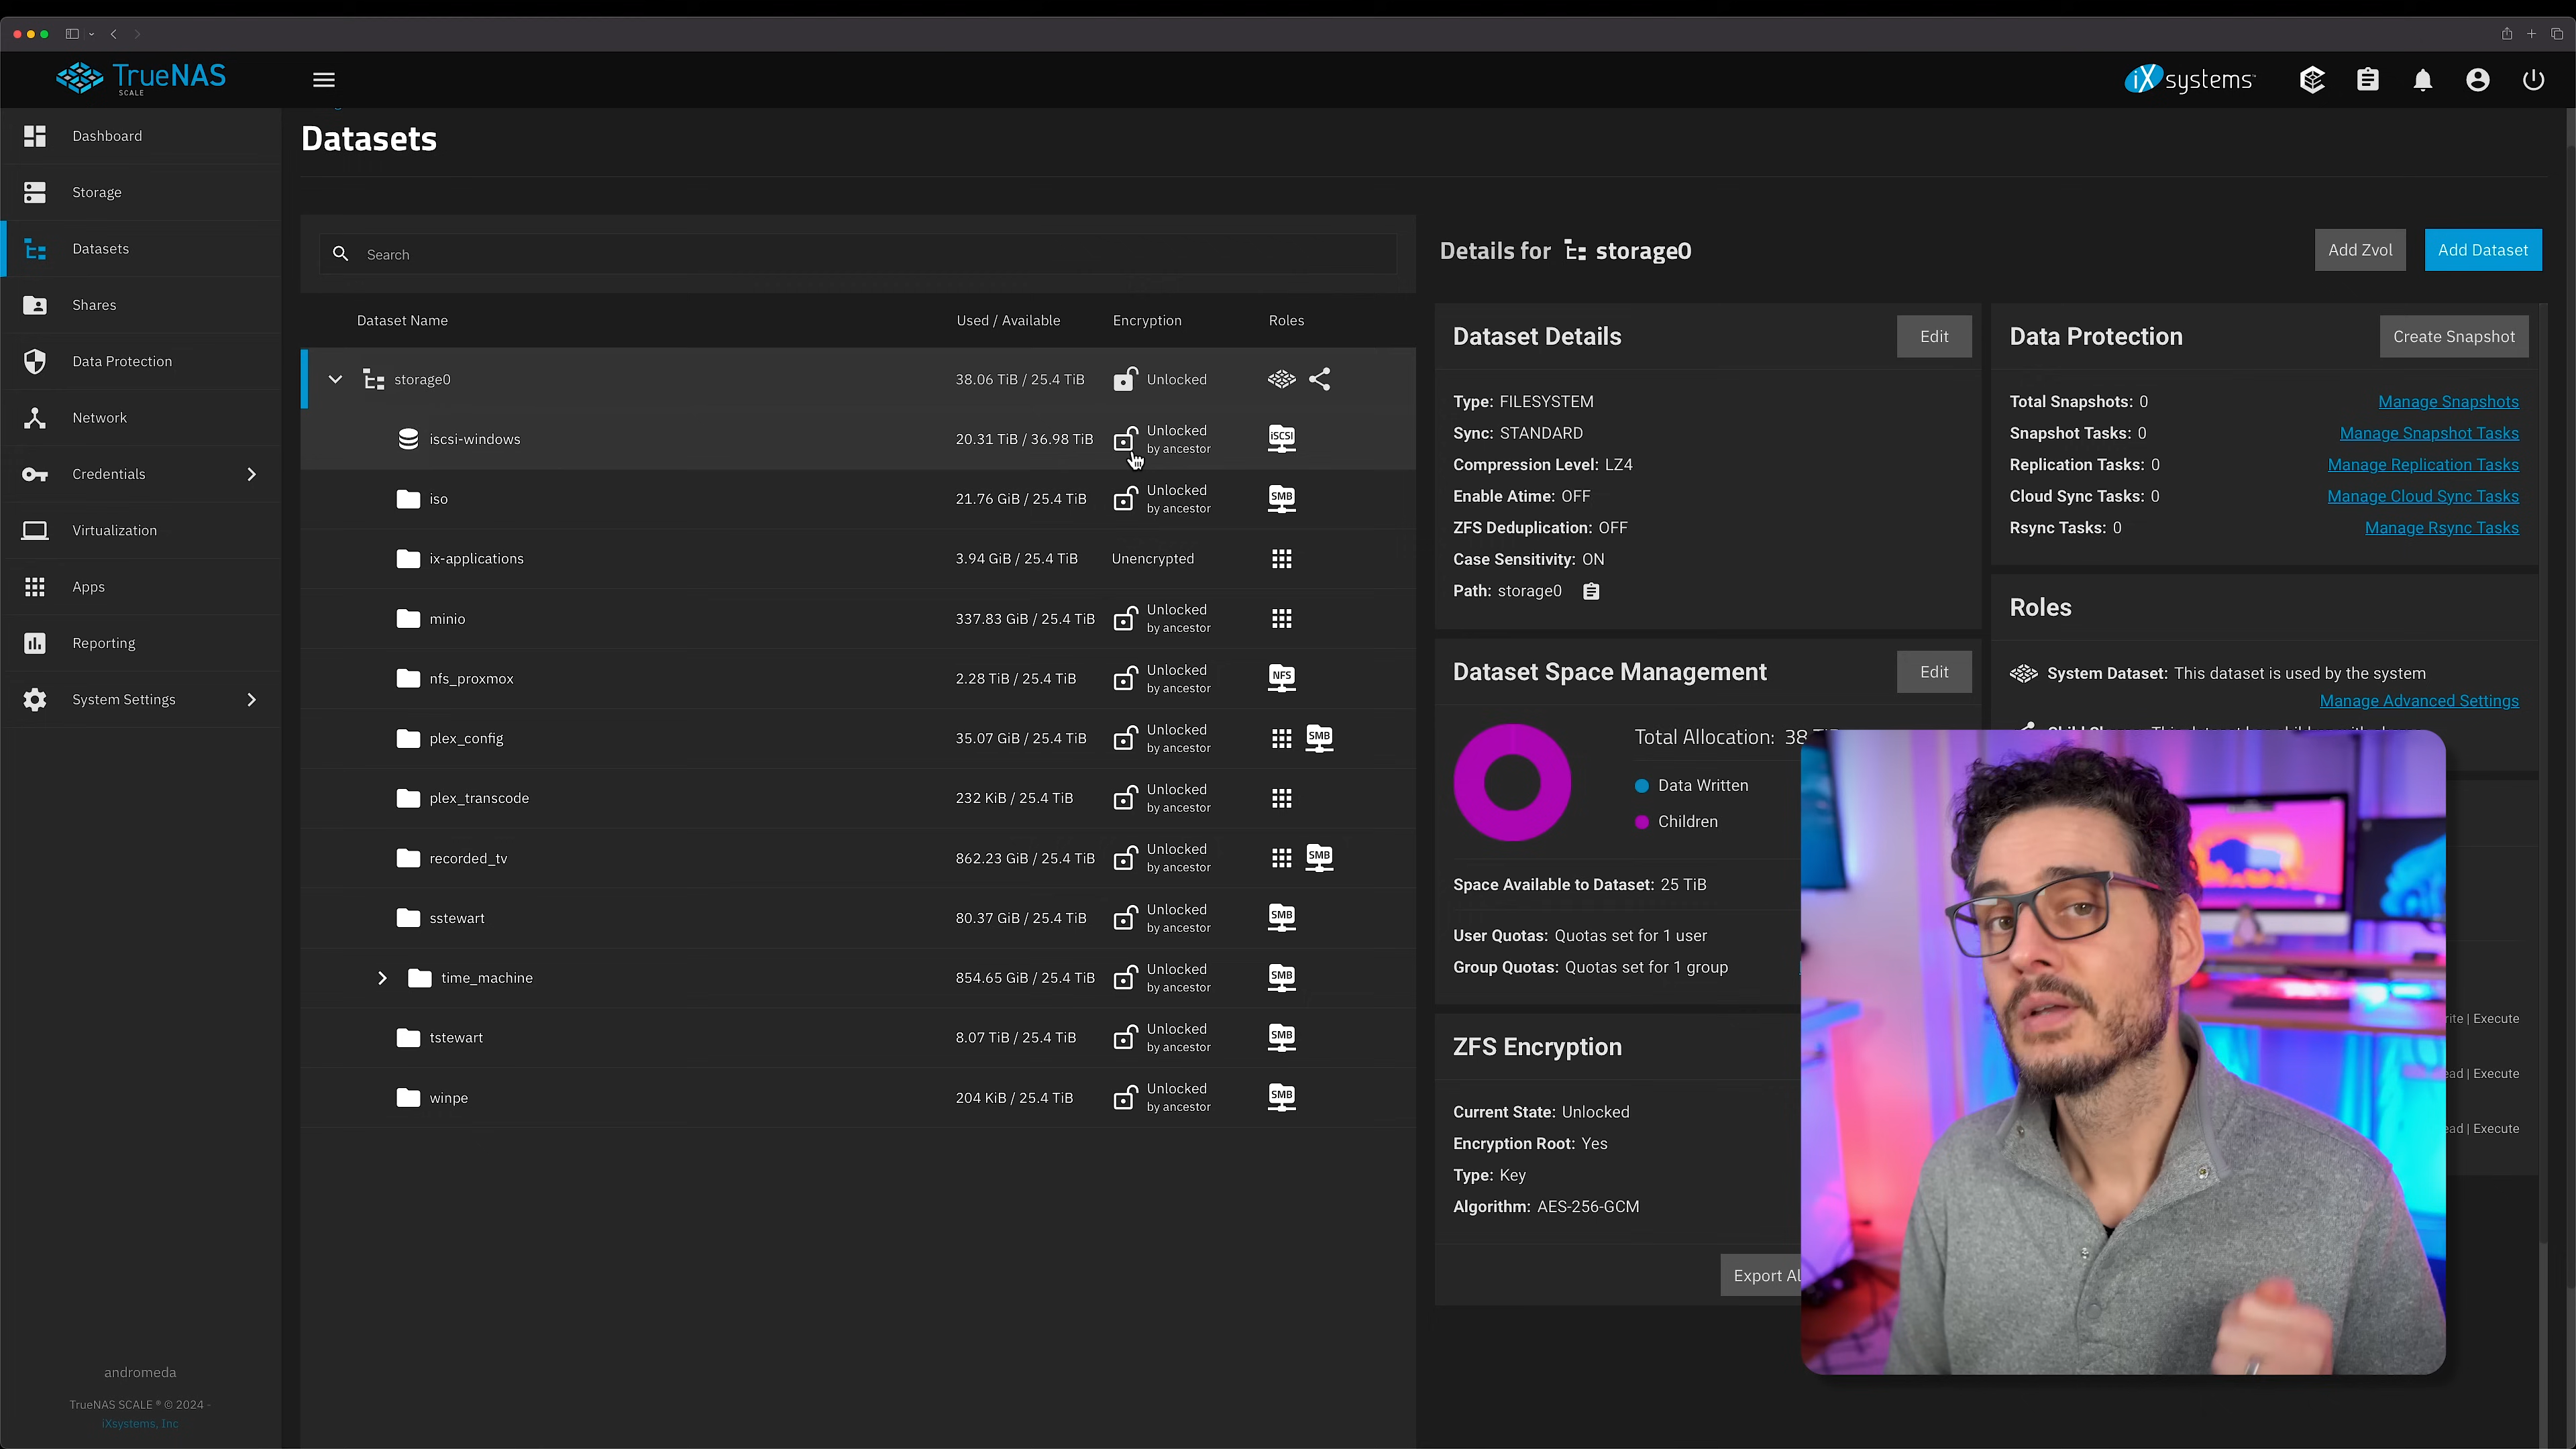 TrueNAS
SCALE
iXsystems
Dashboard
Storage
Datasets
Shares
Data Protection
Network
Credentials
Virtualization
Apps
Reporting
System Settings
andromeda
TrueNAS SCALE ® © 2024 -
iXsystems, Inc
Datasets
Search
Dataset Name Used / Available Encryption Roles
storage0 38.06 TiB / 25.4 TiB Unlocked
iscsi-windows 20.31 TiB / 36.98 TiB Unlocked by ancestor iSCSI
iso 21.76 GiB / 25.4 TiB Unlocked by ancestor SMB
ix-applications 3.94 GiB / 25.4 TiB Unencrypted
minio 337.83 GiB / 25.4 TiB Unlocked by ancestor
nfs_proxmox 2.28 TiB / 25.4 TiB Unlocked by ancestor NFS
plex_config 35.07 GiB / 25.4 TiB Unlocked by ancestor SMB
plex_transcode 232 KiB / 25.4 TiB Unlocked by ancestor
recorded_tv 862.23 GiB / 25.4 TiB Unlocked by ancestor SMB
sstewart 80.37 GiB / 25.4 TiB Unlocked by ancestor SMB
time_machine 854.65 GiB / 25.4 TiB Unlocked by ancestor SMB
tstewart 8.07 TiB / 25.4 TiB Unlocked by ancestor SMB
winpe 204 KiB / 25.4 TiB Unlocked by ancestor SMB
Details for storage0
Add Zvol
Add Dataset
Dataset Details
Edit
Type: FILESYSTEM
Sync: STANDARD
Compression Level: LZ4
Enable Atime: OFF
ZFS Deduplication: OFF
Case Sensitivity: ON
Path: storage0
Dataset Space Management
Edit
Total Allocation: 38
Data Written
Children
Space Available to Dataset: 25 TiB
User Quotas: Quotas set for 1 user
Group Quotas: Quotas set for 1 group
ZFS Encryption
Current State: Unlocked
Encryption Root: Yes
Type: Key
Algorithm: AES-256-GCM
Export Al
Data Protection
Create Snapshot
Total Snapshots: 0 Manage Snapshots
Snapshot Tasks: 0 Manage Snapshot Tasks
Replication Tasks: 0 Manage Replication Tasks
Cloud Sync Tasks: 0 Manage Cloud Sync Tasks
Rsync Tasks: 0 Manage Rsync Tasks
Roles
System Dataset: This dataset is used by the system
Manage Advanced Settings
| Execute
| Execute
| Execute